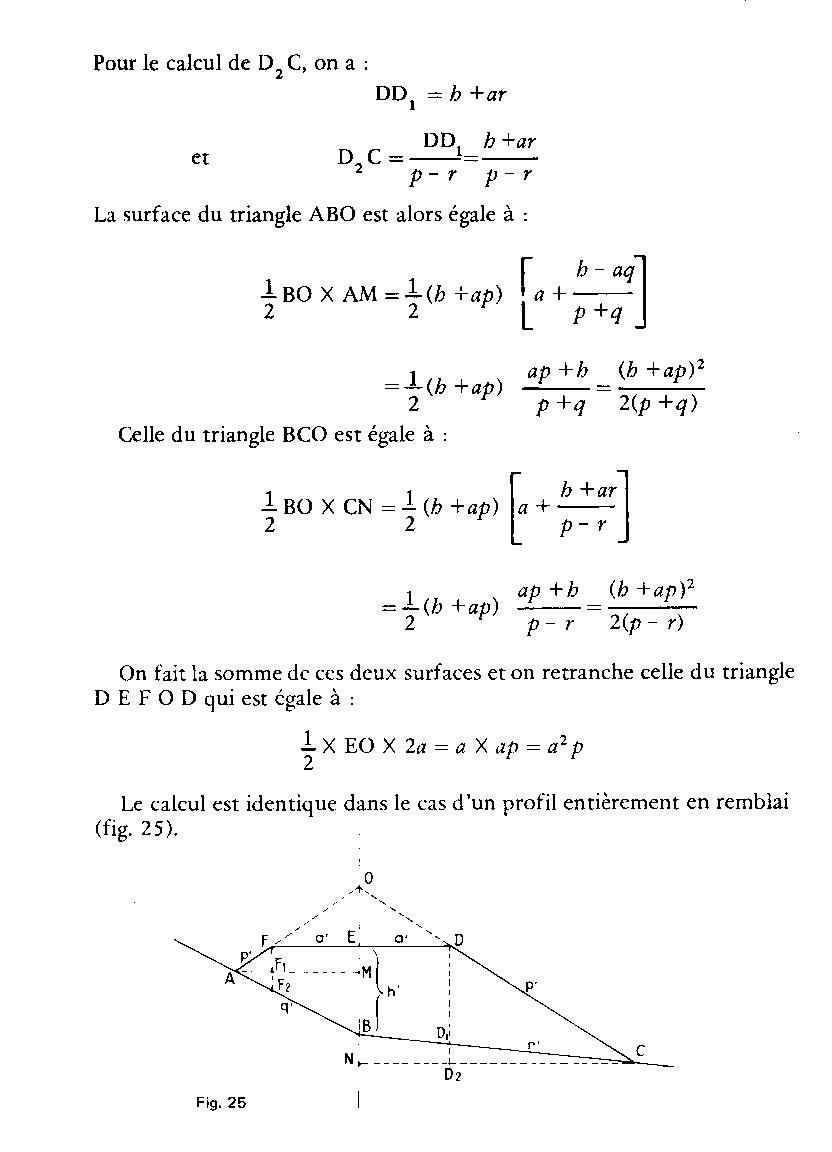 Pour le calcul de D₂C, on a :
DD₁ = h + ar
et D₂C = DD₁/(p - r) = (h + ar)/(p - r)
La surface du triangle ABO est alors égale à :
1/2 BO X AM = 1/2 (h + ap) [a + (h - aq)/(p + q)]
= 1/2 (h + ap) (ap + h)/(p + q) = (h + ap)²/2(p + q)
Celle du triangle BCO est égale à :
1/2 BO X CN = 1/2 (h + ap) [a + (h + ar)/(p - r)]
= 1/2 (h + ap) (ap + h)/(p - r) = (h + ap)²/2(p - r)
On fait la somme de ces deux surfaces et on retranche celle du triangle
D E F O D qui est égale à :
1/2 X EO X 2a = a X ap = a²p
Le calcul est identique dans le cas d'un profil entièrement en remblai
(fig. 25).
O
F a' E a' D
p'
A F₁ M
F₂ h' p'
q'
B D₁ r' C
N
D₂
Fig. 25